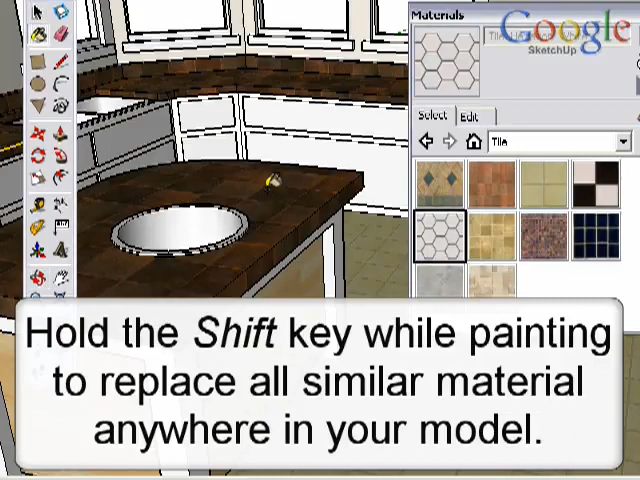 Materials
Google
SketchUp
Select
Edit
Tile
Hold the Shift key while painting
to replace all similar material
anywhere in your model.